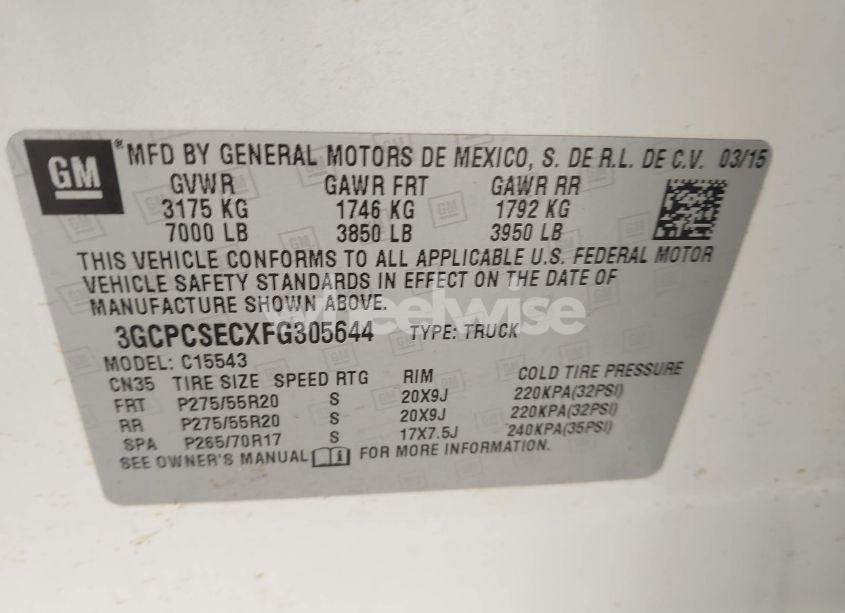 GM
® MFD BY GENERAL MOTORS DE MEXICO, S. DE R.L. DE C.V. 03/15
GVWR GAWR FRT GAWR RR
3175 KG 1746 KG 1792 KG
7000 LB 3850 LB 3950 LB
THIS VEHICLE CONFORMS TO ALL APPLICABLE U.S. FEDERAL MOTOR
VEHICLE SAFETY STANDARDS IN EFFECT ON THE DATE OF
MANUFACTURE SHOWN ABOVE.
wheelwise
3GCPCSECXFG305644 TYPE: TRUCK
MODEL: C15543
CN35 TIRE SIZE SPEED RTG RIM COLD TIRE PRESSURE
FRT P275/55R20 S 20X9J 220KPA(32PSI)
RR P275/55R20 S 20X9J 220KPA(32PSI)
SPA P265/70R17 S 17X7.5J 240KPA(35PSI)
SEE OWNER'S MANUAL i FOR MORE INFORMATION.